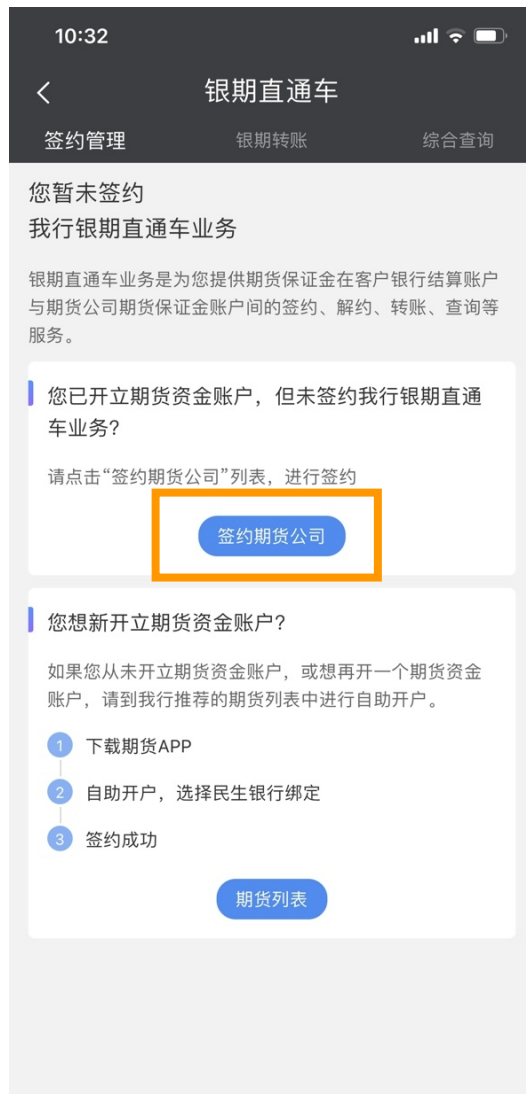 10:32
银期直通车
签约管理 银期转账 综合查询
您暂未签约
我行银期直通车业务
银期直通车业务是为您提供期货保证金在客户银行结算账户
与期货公司期货保证金账户间的签约、解约、转账、查询等
服务。
您已开立期货资金账户，但未签约我行银期直通
车业务?
请点击“签约期货公司”列表，进行签约
签约期货公司
您想新开立期货资金账户?
如果您从未开立期货资金账户，或想再开一个期货资金
账户，请到我行推荐的期货列表中进行自助开户。
1 下载期货APP
2 自助开户，选择民生银行绑定
3 签约成功
期货列表